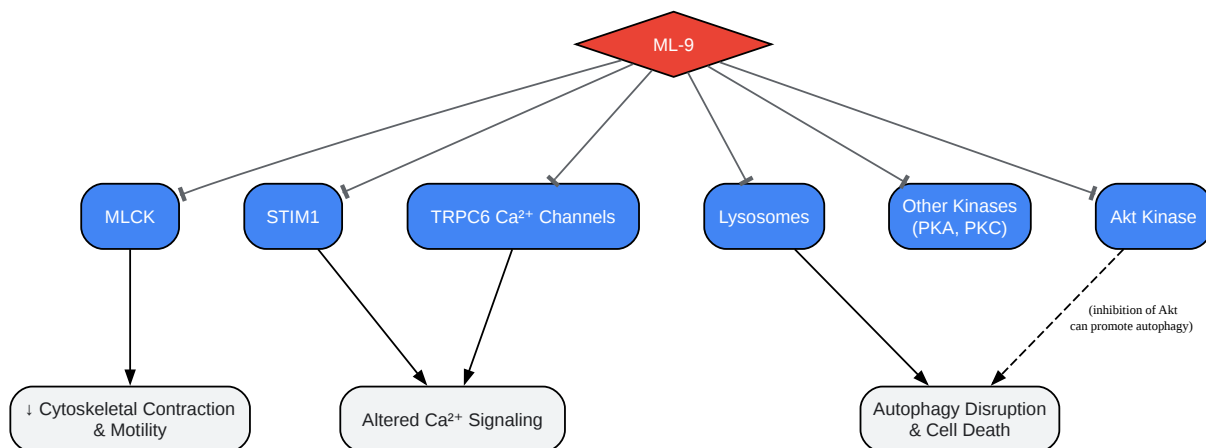 ML-9
MLCK
STIM1
TRPC6 Ca²⁺ Channels
Lysosomes
Other Kinases
(PKA, PKC)
Akt Kinase
(inhibition of Akt
can promote autophagy)
↓ Cytoskeletal Contraction
& Motility
Altered Ca²⁺ Signaling
Autophagy Disruption
& Cell Death